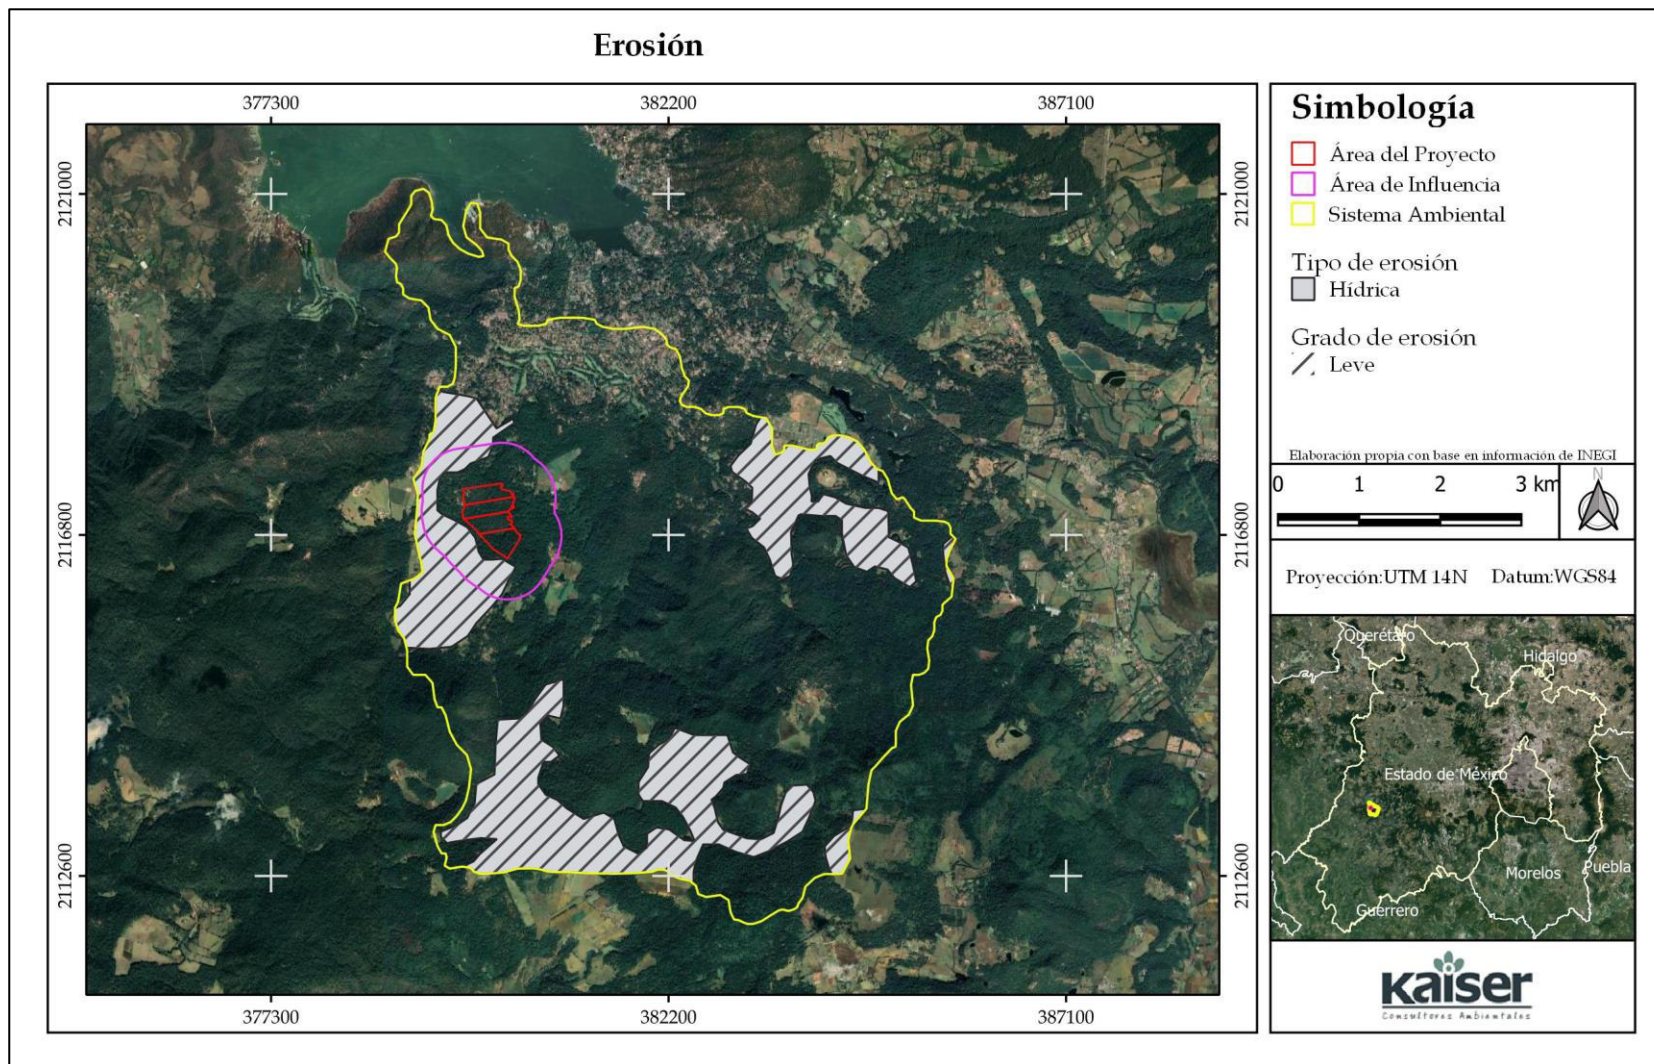 Erosión
377300
382200
387100
2121000
2121000
2116800
2116800
2112600
2112600
377300
382200
387100
Simbología
Área del Proyecto
Área de Influencia
Sistema Ambiental
Tipo de erosión
Hídrica
Grado de erosión
Leve
Elaboración propia con base en información de INEGI
0 1 2 3 km
N
Proyección:UTM 14N Datum:WGS84
Querétaro
Hidalgo
Estado de México
Morelos
Puebla
Guerrero
Kaiser
Consultores Ambientales